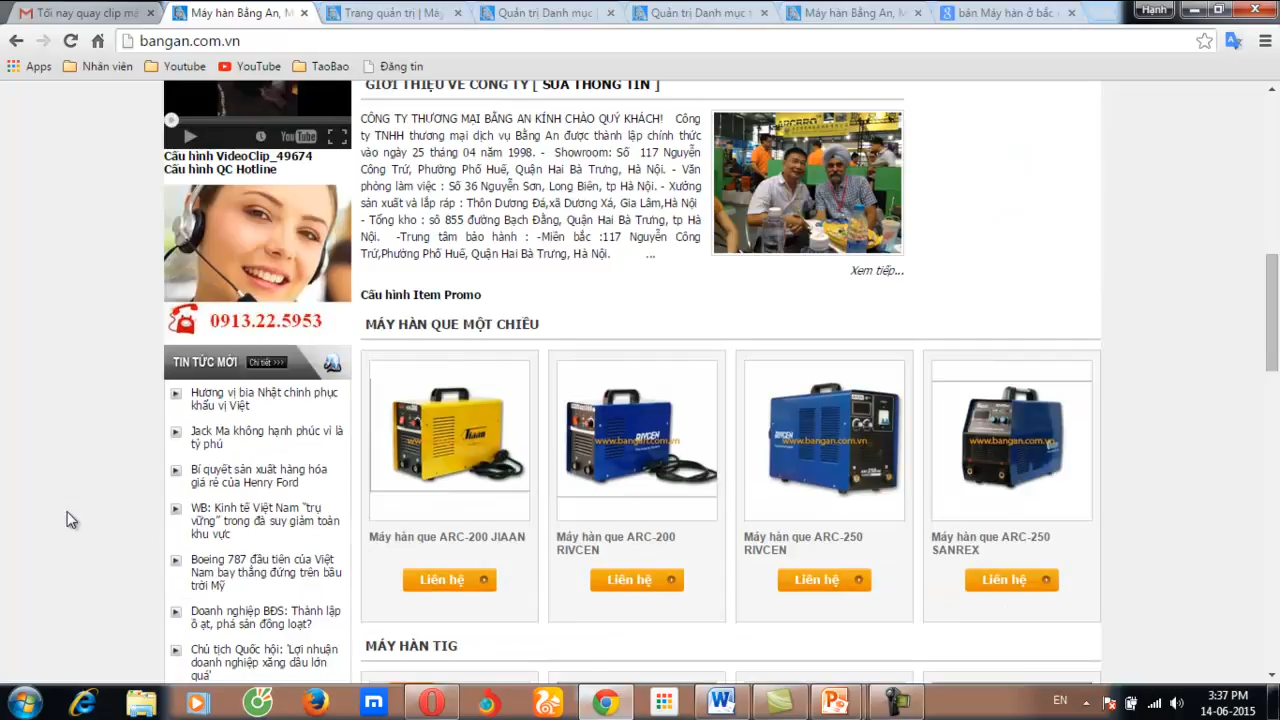 Tối nay quay clip má
Máy hàn Bằng An, M
Trang quản trị | Máy
Quản trị Danh mục
Quản trị Danh mục
Máy hàn Bằng An, M
bán Máy hàn ở bắc
Hạnh
bangan.com.vn
Apps
Nhân viên
Youtube
YouTube
TaoBao
Đăng tin
You Tube
Cấu hình VideoClip_49674
Cấu hình QC Hotline
0913.22.5953
TIN TỨC MỚI
Chi tiết >>>
Hương vị bia Nhật chinh phục
khẩu vị Việt
Jack Ma không hạnh phúc vì là
tỷ phú
Bí quyết sản xuất hàng hóa
giá rẻ của Henry Ford
WB: Kinh tế Việt Nam "trụ
vững" trong đà suy giảm toàn
khu vực
Boeing 787 đầu tiên của Việt
Nam bay thẳng đứng trên bầu
trời Mỹ
Doanh nghiệp BĐS: Thành lập
ồ ạt, phá sản đồng loạt?
Chủ tịch Quốc hội: 'Lợi nhuận
doanh nghiệp xăng dầu lớn
quá'
GIỚI THIỆU VỀ CÔNG TY [ SỬA THÔNG TIN ]
CÔNG TY THƯƠNG MẠI BẰNG AN KÍNH CHÀO QUÝ KHÁCH! Công
ty TNHH thương mại dịch vụ Bằng An được thành lập chính thức
vào ngày 25 tháng 04 năm 1998. - Showroom: Số 117 Nguyễn
Công Trứ, Phường Phố Huế, Quận Hai Bà Trưng, Hà Nội. - Văn
phòng làm việc : Số 36 Nguyễn Sơn, Long Biên, tp Hà Nội. - Xưởng
sản xuất và lắp ráp : Thôn Dương Đá,xã Dương Xá, Gia Lâm,Hà Nội
- Tổng kho : số 855 đường Bạch Đằng, Quận Hai Bà Trưng, tp Hà
Nội. -Trung tâm bảo hành : -Miền bắc :117 Nguyễn Công
Trứ,Phường Phố Huế, Quận Hai Bà Trưng, Hà Nội. ...
ARCBRO
Xem tiếp...
Cấu hình Item Promo
MÁY HÀN QUE MỘT CHIỀU
Jiaan
RIVCEN
www.bangan.com.vn
RIVCEN
www.bangan.com.vn
www.bangan.com.vn
Máy hàn que ARC-200 JIAAN
Máy hàn que ARC-200
RIVCEN
Máy hàn que ARC-250
RIVCEN
Máy hàn que ARC-250
SANREX
Liên hệ
Liên hệ
Liên hệ
Liên hệ
MÁY HÀN TIG
EN
3:37 PM
14-06-2015